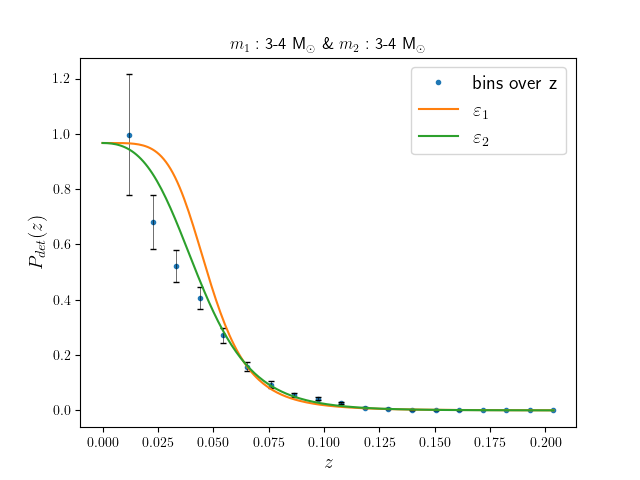 m₁ : 3-4 M⊙ & m₂ : 3-4 M⊙
bins over z
ε₁
ε₂
P_det(z)
1.2
1.0
0.8
0.6
0.4
0.2
0.0
0.000 0.025 0.050 0.075 0.100 0.125 0.150 0.175 0.200
z